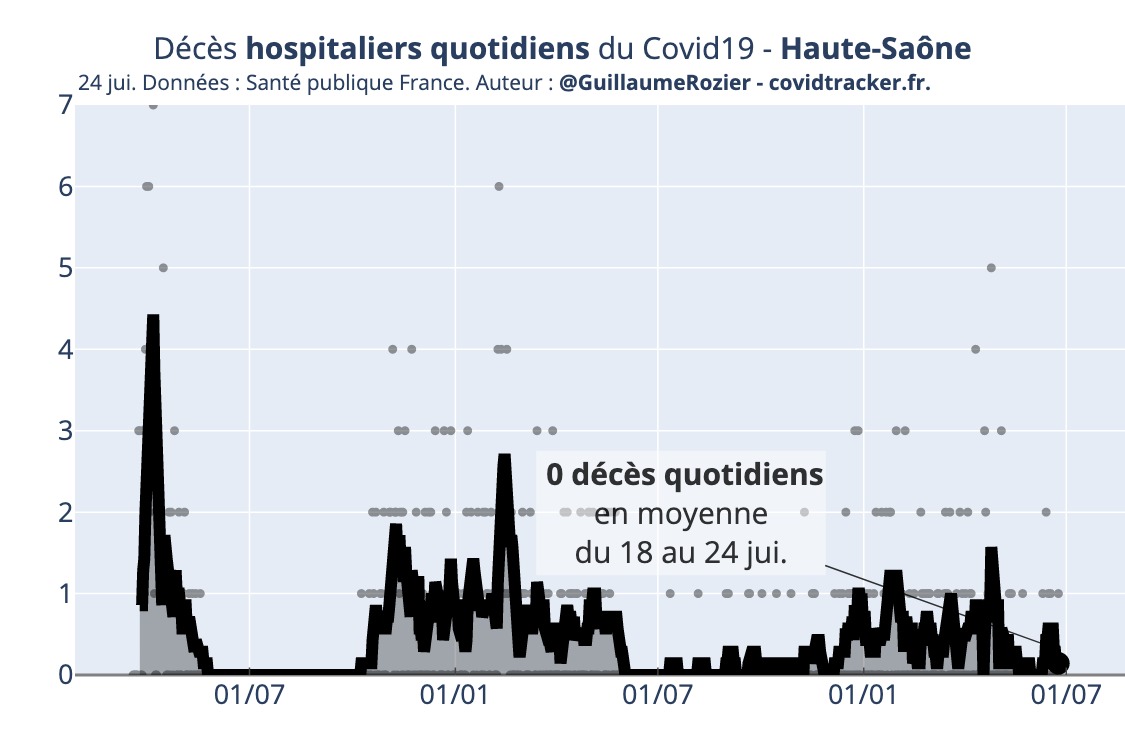 Décès hospitaliers quotidiens du Covid19 - Haute-Saône
24 jui. Données : Santé publique France. Auteur : @GuillaumeRozier - covidtracker.fr.
7
6
5
4
3
2
1
0
0 décès quotidiens
en moyenne
du 18 au 24 jui.
01/07
01/01
01/07
01/01
01/07